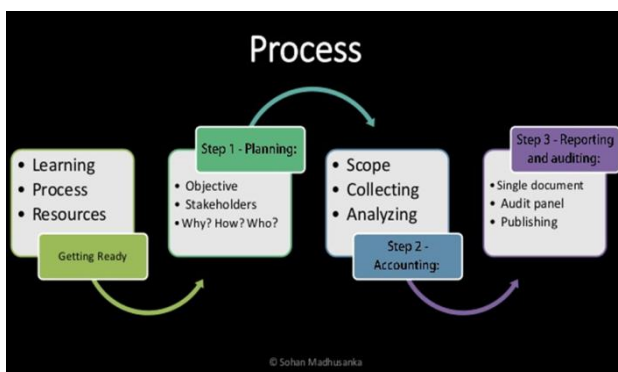 Process
• Learning
• Process
• Resources
Getting Ready
Step 1 - Planning:
• Objective
• Stakeholders
• Why? How? Who?
• Scope
• Collecting
• Analyzing
Step 2 -
Accounting:
Step 3 - Reporting
and auditing:
• Single document
• Audit panel
• Publishing
© Sohan Madhusanka